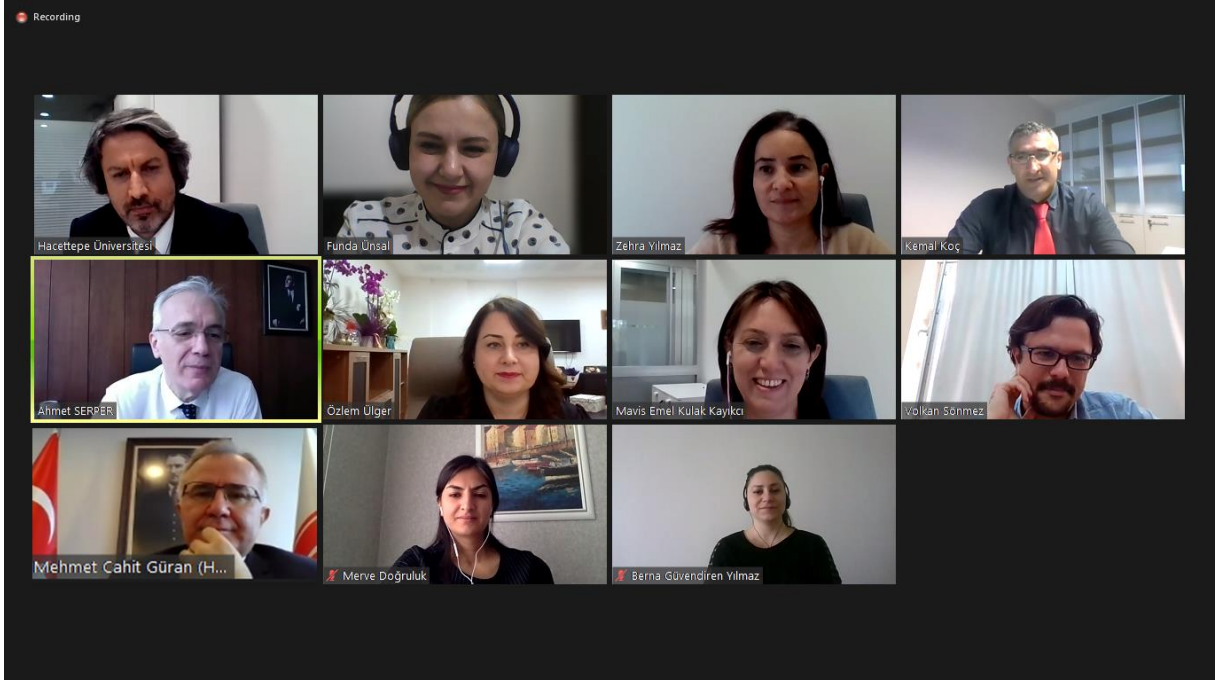 Recording
Hacettepe Üniversitesi
Funda Ünsal
Zehra Yılmaz
Kemal Koç
Ahmet SERPER
Özlem Ülger
Mavis Emel Kulak Kayıkcı
Volkan Sönmez
Mehmet Cahit Güran (H...
Merve Doğruluk
Berna Güvendiren Yılmaz